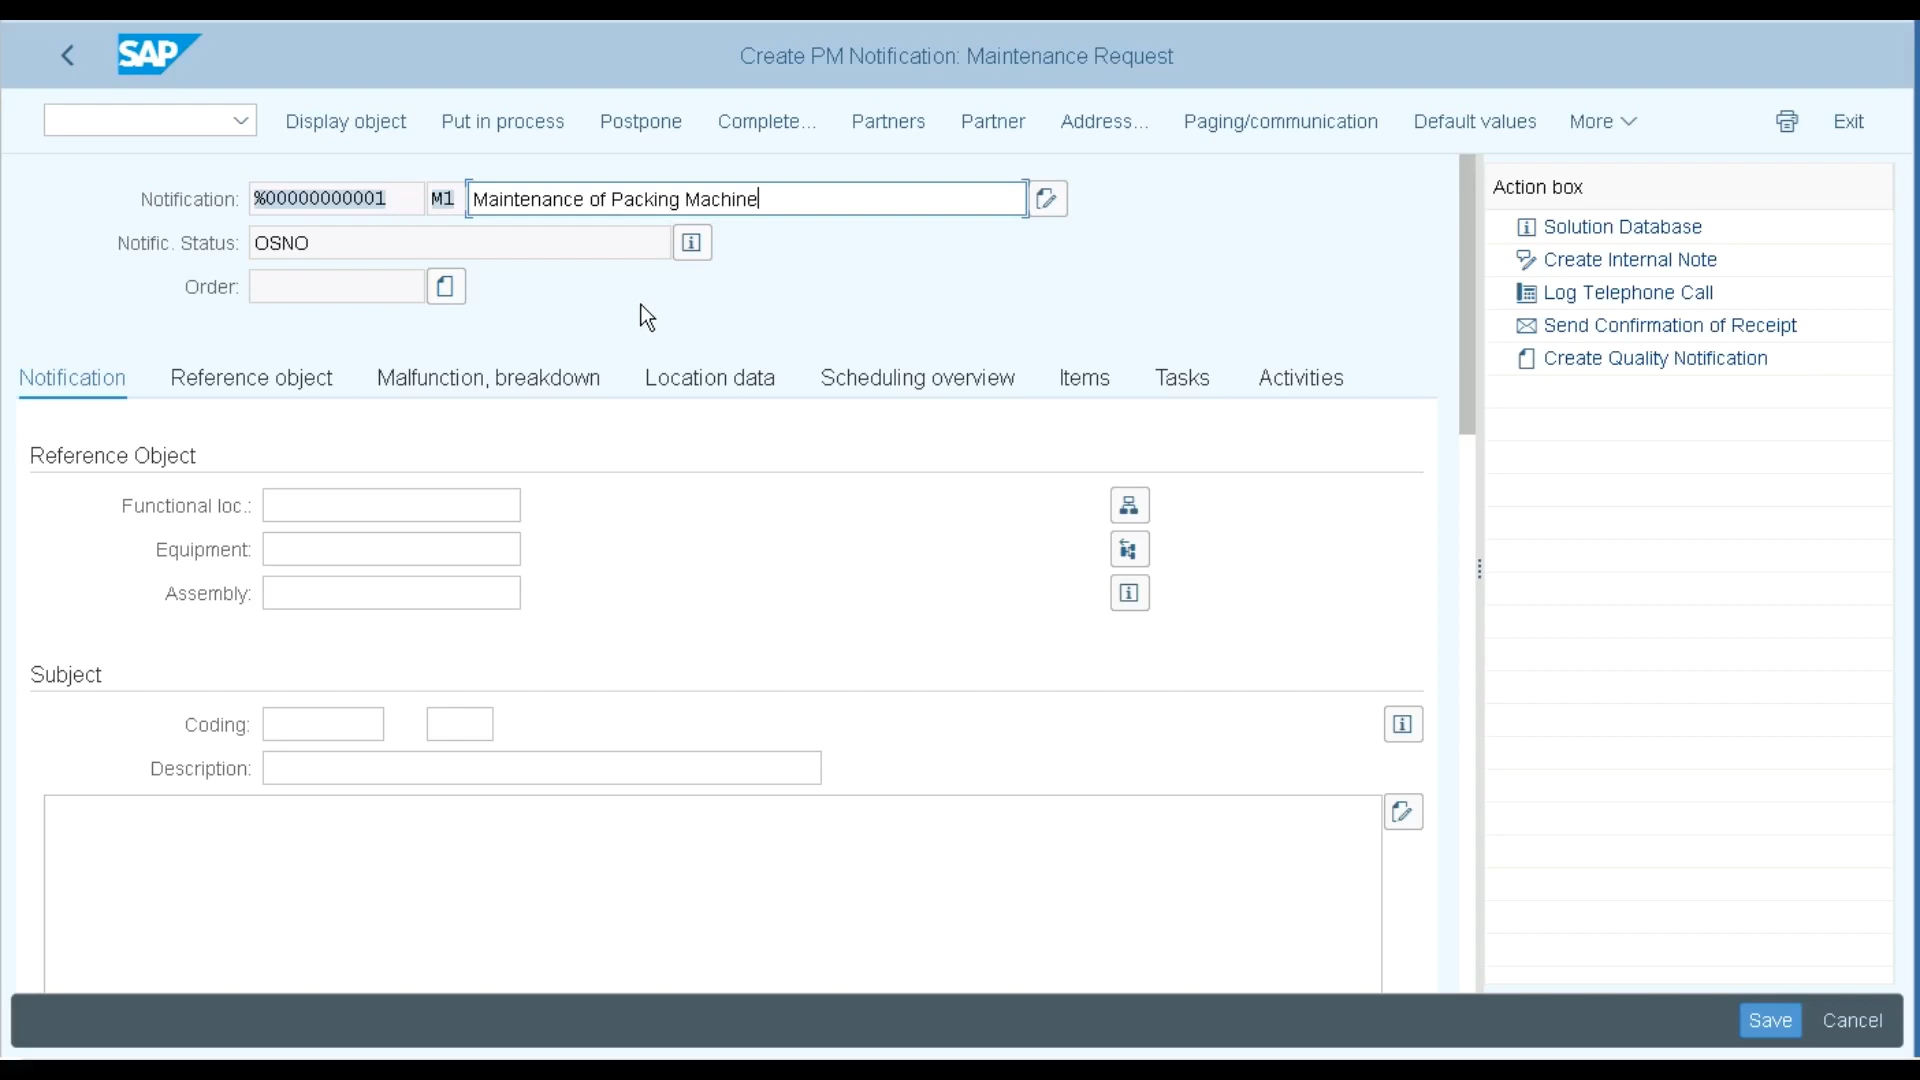 SAP
Create PM Notification: Maintenance Request
Display object Put in process Postpone Complete... Partners Partner Address... Paging/communication Default values More Exit
Notification: %00000000001 M1 Maintenance of Packing Machine
Notific. Status: OSNO
Order:
Notification Reference object Malfunction, breakdown Location data Scheduling overview Items Tasks Activities
Reference Object
Functional loc.:
Equipment:
Assembly:
Subject
Coding:
Description:
Action box
Solution Database
Create Internal Note
Log Telephone Call
Send Confirmation of Receipt
Create Quality Notification
Save Cancel